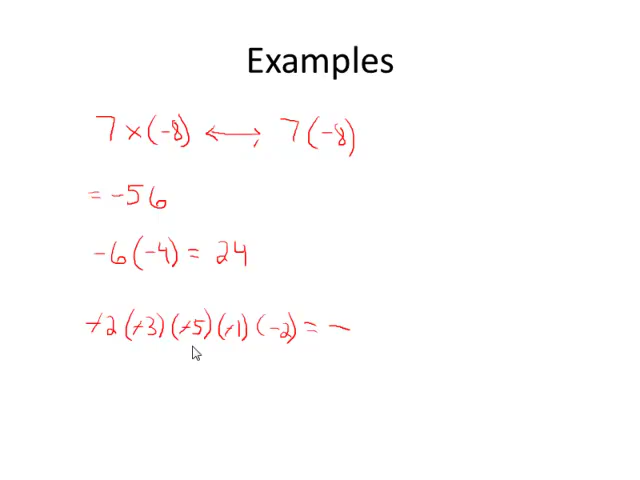 Examples
7 × (-8) ⟷ 7 (-8)
= -56
-6 (-4) = 24
-2 (-3) (-5) (-1) (-2) = -